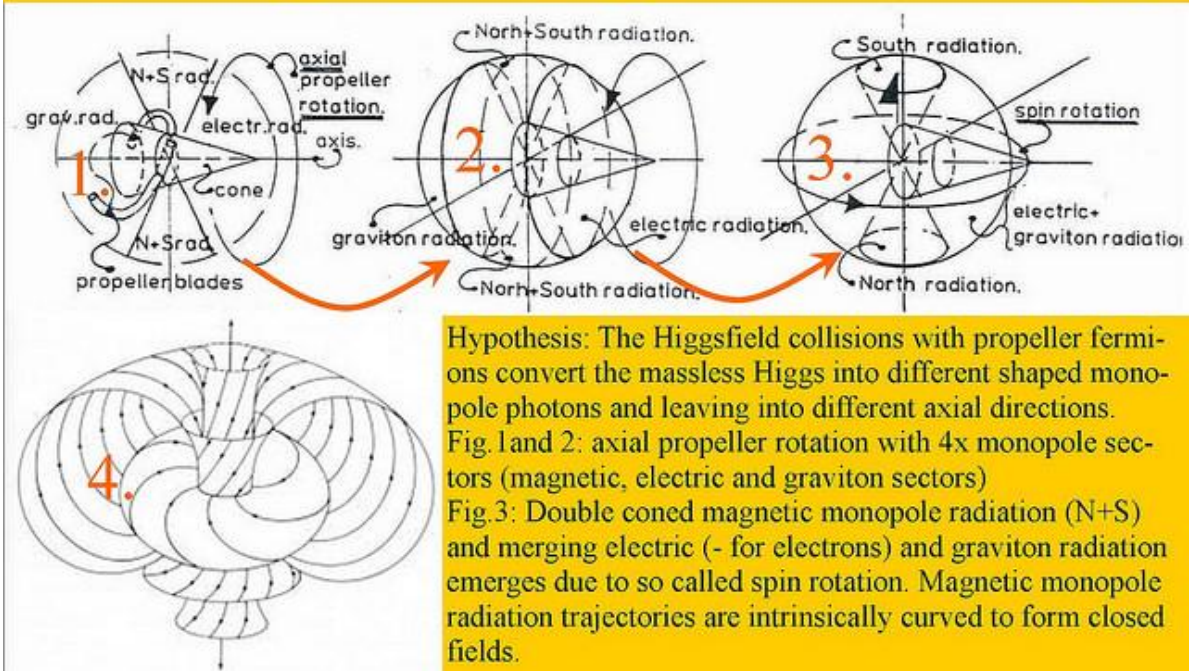 Norh+South radiation.
South radiation.
N+S rad.
axial
propeller
rotation.
grav.rad.
electr.rad.
axis.
spin rotation
1.
2.
3.
cone
graviton radiation.
electric radiation.
electric+
graviton radiatio
N+S rad.
propeller blades
Norh+South radiation.
North radiation.
4.
Hypothesis: The Higgsfield collisions with propeller fermi-
ons convert the massless Higgs into different shaped mono-
pole photons and leaving into different axial directions.
Fig.1and 2: axial propeller rotation with 4x monopole sec-
tors (magnetic, electric and graviton sectors)
Fig.3: Double coned magnetic monopole radiation (N+S)
and merging electric (- for electrons) and graviton radiation
emerges due to so called spin rotation. Magnetic monopole
radiation trajectories are intrinsically curved to form closed
fields.